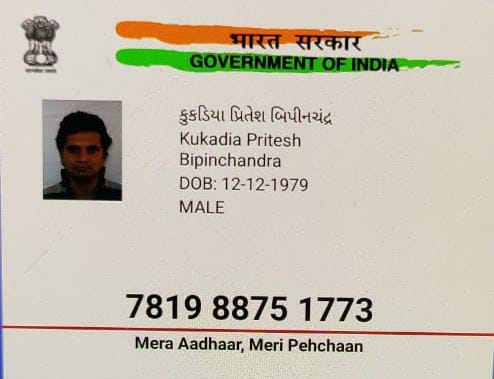 भारत सरकार
GOVERNMENT OF INDIA
કુકડિયા પ્રિતેશ બિપીનચંદ્ર
Kukadia Pritesh
Bipinchandra
DOB: 12-12-1979
MALE
7819 8875 1773
Mera Aadhaar, Meri Pehchaan